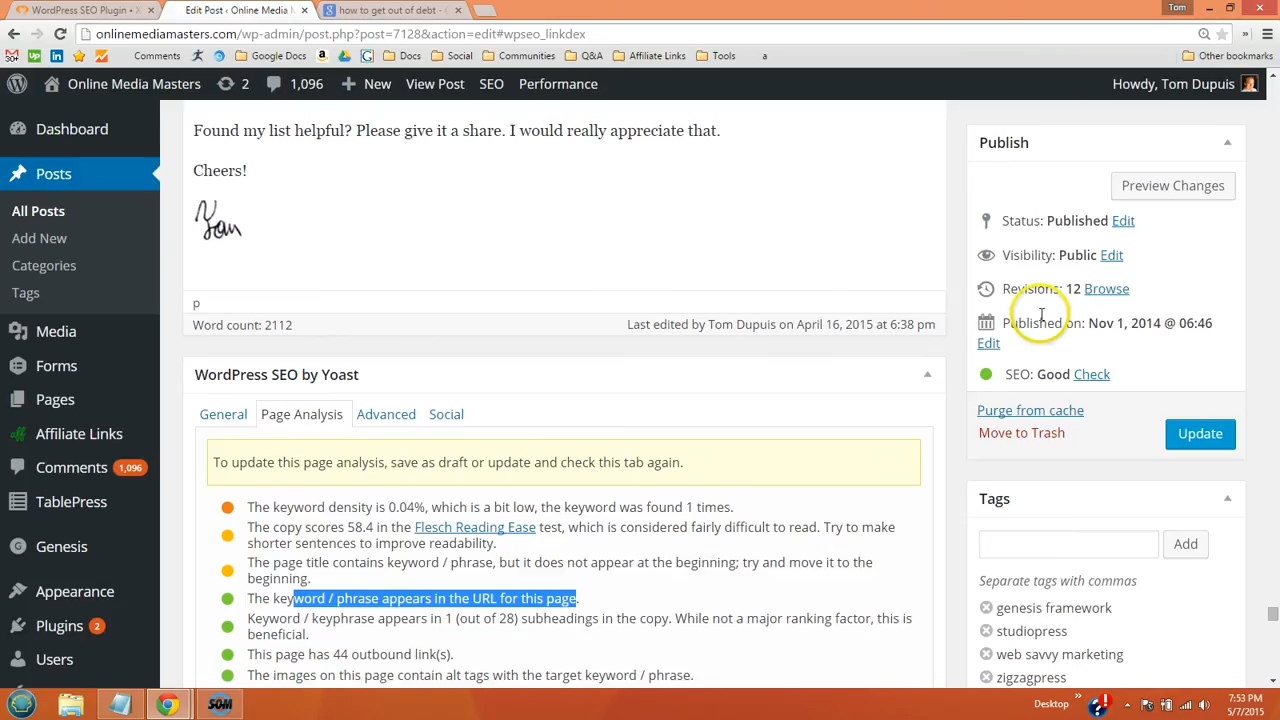 WordPress SEO Plugin • X
Edit Post ‹ Online Media M
how to get out of debt -
Tom
onlinemediamasters.com/wp-admin/post.php?post=7128&action=edit#wpseo_linkdex
Comments
Google Docs
Docs
Social
Communities
Q&A
Affiliate Links
Tools
a
Other bookmarks
Online Media Masters
2
1,096
New
View Post
SEO
Performance
Howdy, Tom Dupuis
Dashboard
Posts
All Posts
Add New
Categories
Tags
Media
Forms
Pages
Affiliate Links
Comments 1,096
TablePress
Genesis
Appearance
Plugins 2
Users
Found my list helpful? Please give it a share. I would really appreciate that.
Cheers!
Tom
p
Word count: 2112
Last edited by Tom Dupuis on April 16, 2015 at 6:38 pm
WordPress SEO by Yoast
General
Page Analysis
Advanced
Social
To update this page analysis, save as draft or update and check this tab again.
The keyword density is 0.04%, which is a bit low, the keyword was found 1 times.
The copy scores 58.4 in the Flesch Reading Ease test, which is considered fairly difficult to read. Try to make
shorter sentences to improve readability.
The page title contains keyword / phrase, but it does not appear at the beginning; try and move it to the
beginning.
The keyword / phrase appears in the URL for this page.
Keyword / keyphrase appears in 1 (out of 28) subheadings in the copy. While not a major ranking factor, this is
beneficial.
This page has 44 outbound link(s).
The images on this page contain alt tags with the target keyword / phrase.
Publish
Preview Changes
Status: Published Edit
Visibility: Public Edit
Revisions: 12 Browse
Published on: Nov 1, 2014 @ 06:46
Edit
SEO: Good Check
Purge from cache
Move to Trash
Update
Tags
Add
Separate tags with commas
genesis framework
studiopress
web savvy marketing
zigzagpress
SOM
Desktop
7:53 PM
5/7/2015